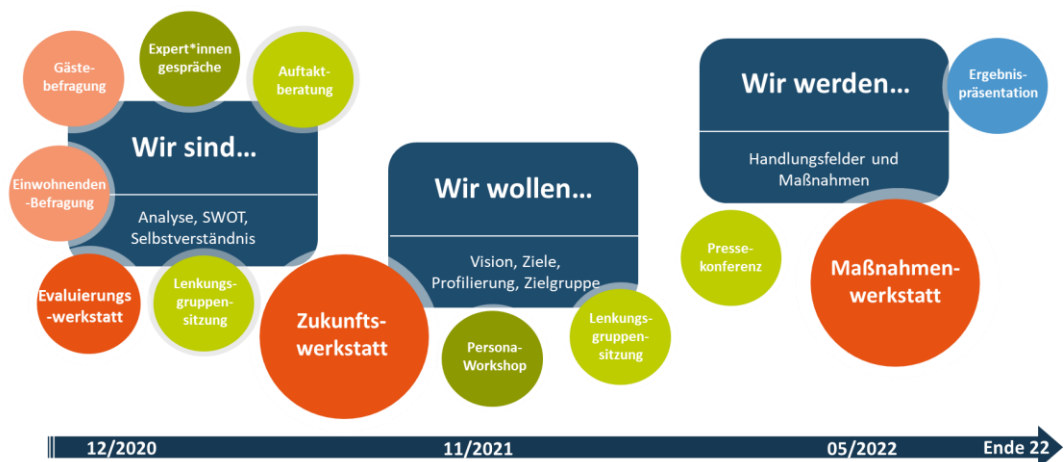 Gäste-
befragung
Expert*innen
gespräche
Auftakt-
beratung
Wir sind...
Einwohnenden
-Befragung
Analyse, SWOT,
Selbstverständnis
Evaluierungs
-werkstatt
Lenkungs-
gruppen-
sitzung
Zukunfts-
werkstatt
Wir wollen...
Vision, Ziele,
Profilierung, Zielgruppe
Persona-
Workshop
Lenkungs-
gruppen-
sitzung
Wir werden...
Handlungsfelder und
Maßnahmen
Ergebnis-
präsentation
Presse-
konferenz
Maßnahmen-
werkstatt
12/2020
11/2021
05/2022
Ende 22